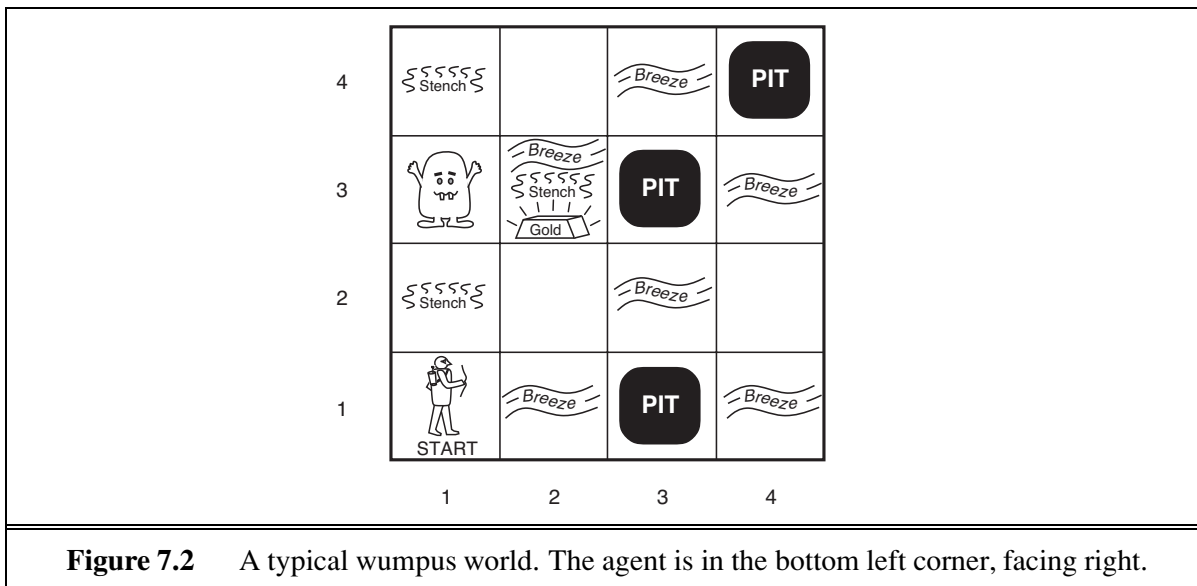 4 Stench Breeze PIT
3 Breeze Stench Gold PIT Breeze
2 Stench Breeze
1 START Breeze PIT Breeze
1 2 3 4
Figure 7.2 A typical wumpus world. The agent is in the bottom left corner, facing right.